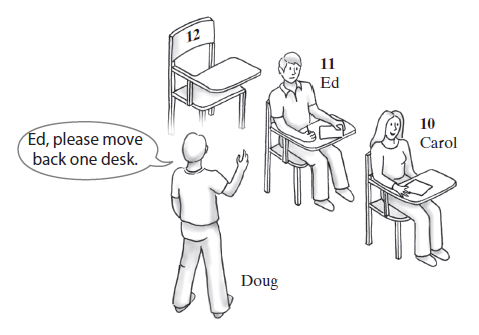 12
11
Ed
10
Carol
Ed, please move
back one desk.
Doug